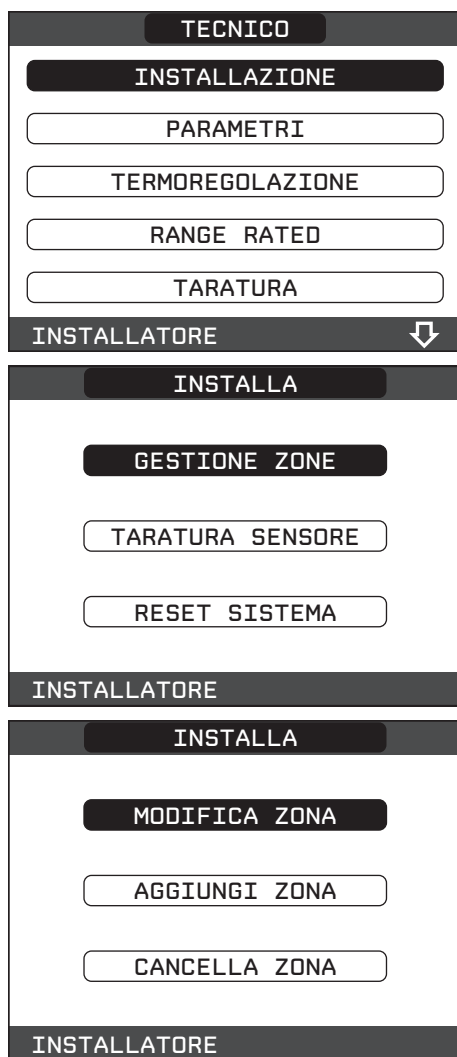 TECNICO
INSTALLAZIONE
PARAMETRI
TERMOREGOLAZIONE
RANGE RATED
TARATURA
INSTALLATORE
INSTALLA
GESTIONE ZONE
TARATURA SENSORE
RESET SISTEMA
INSTALLATORE
INSTALLA
MODIFICA ZONA
AGGIUNGI ZONA
CANCELLA ZONA
INSTALLATORE